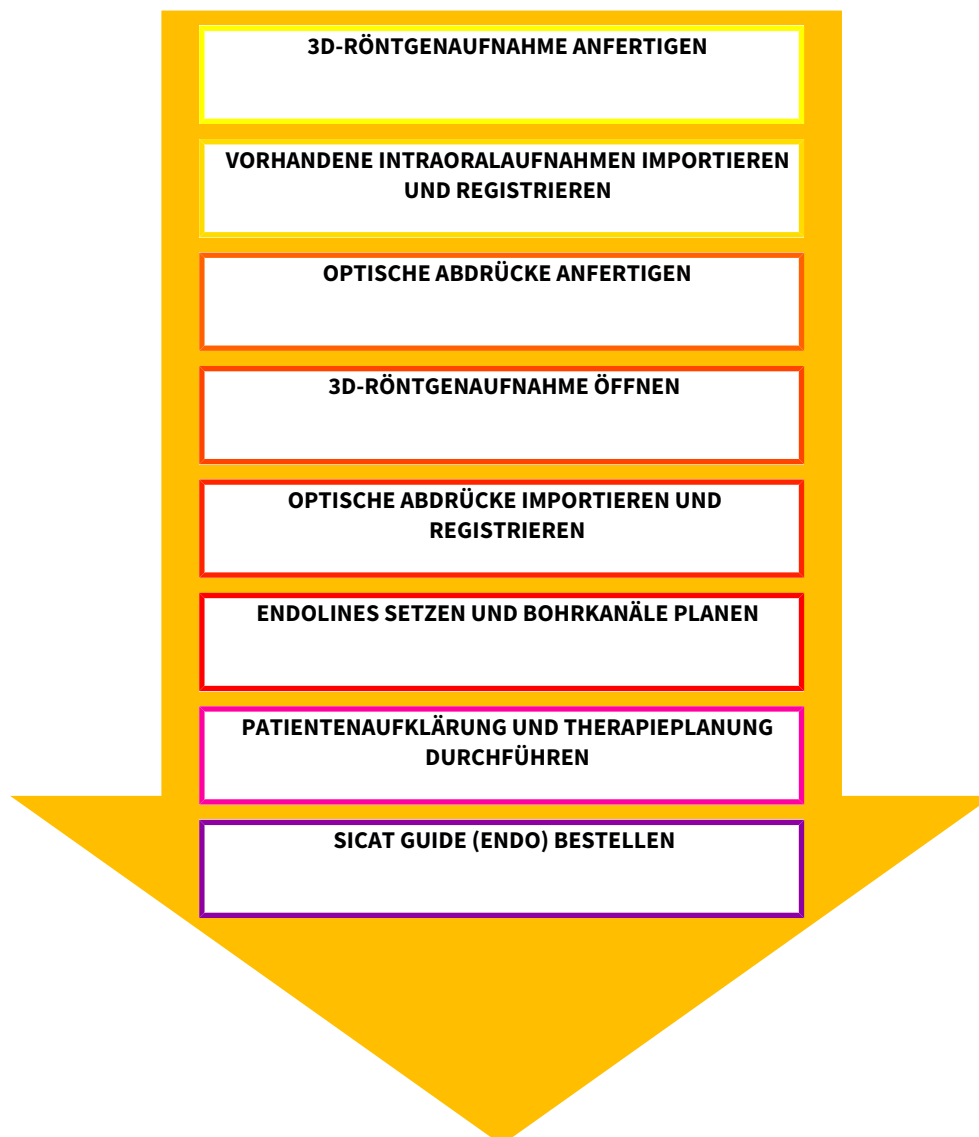 3D-RÖNTGENAUFNAHME ANFERTIGEN
VORHANDENE INTRAORALAUFNAHMEN IMPORTIEREN
UND REGISTRIEREN
OPTISCHE ABDRÜCKE ANFERTIGEN
3D-RÖNTGENAUFNAHME ÖFFNEN
OPTISCHE ABDRÜCKE IMPORTIEREN UND
REGISTRIEREN
ENDOLINES SETZEN UND BOHRKANÄLE PLANEN
PATIENTENAUFKLÄRUNG UND THERAPIEPLANUNG
DURCHFÜHREN
SICAT GUIDE (ENDO) BESTELLEN